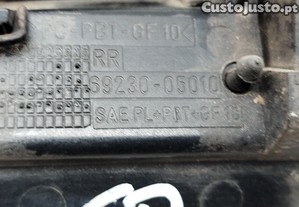 CustoJusto.pt
PBT-GF10<
RR
69230-05010
SAE PL+PBT+GF10